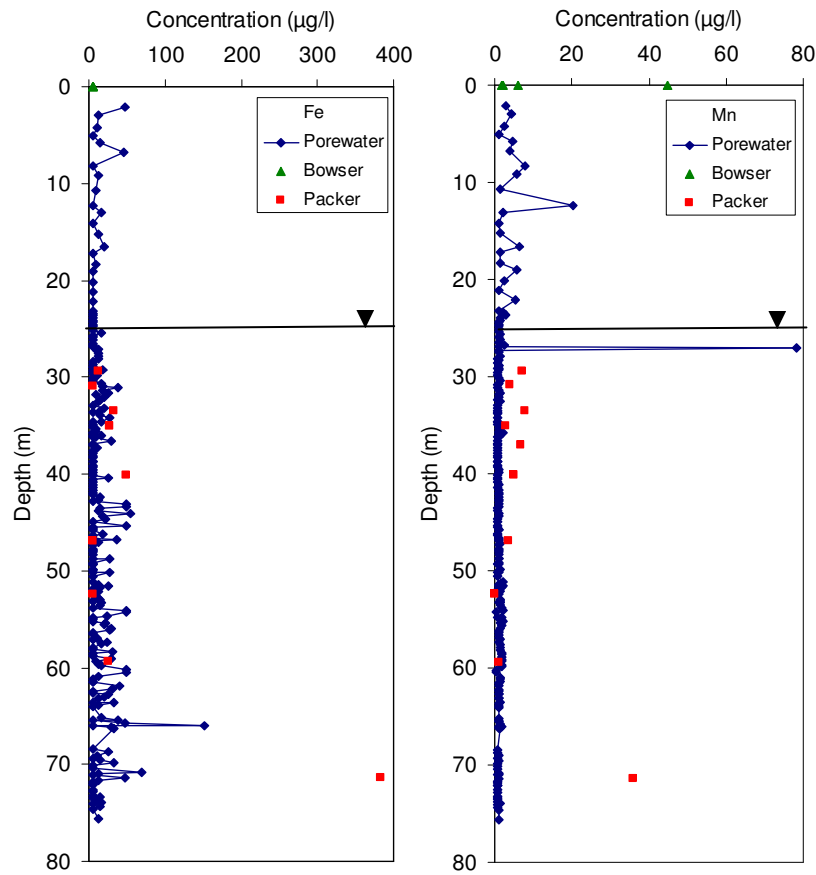 Concentration (µg/l)
0 100 200 300 400
0
10
20
30
40
50
60
70
80
Depth (m)
Fe
Porewater
Bowser
Packer
Concentration (µg/l)
0 20 40 60 80
0
10
20
30
40
50
60
70
80
Depth (m)
Mn
Porewater
Bowser
Packer